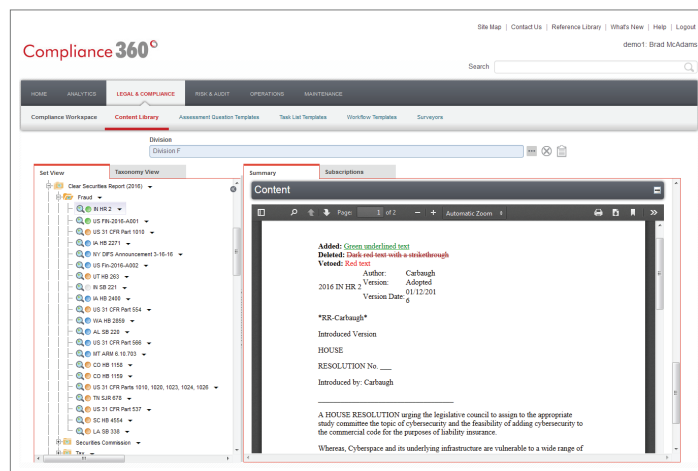 Site Map | Contact Us | Reference Library | What's New | Help | Logout
Compliance 360°
demo1: Brad McAdams
Search
HOME ANALYTICS LEGAL & COMPLIANCE RISK & AUDIT OPERATIONS MAINTENANCE
Compliance Workspace Content Library Assessment Question Templates Task List Templates Workflow Templates Surveyors
Division
Division F
Set View Taxonomy View Summary Subscriptions
Clear Securities Report (2016)
Fraud
IN HR 2
US FIN-2016-A001
US 31 CFR Part 1010
IA HB 2271
NY DFS Announcement 3-16-16
US Fin-2016-A002
UT HB 263
IN SB 221
IA HB 2400
US 31 CFR Part 554
WA HB 2859
AL SB 220
US 31 CFR Part 566
MT ARM 6.10.703
CO HB 1158
CO HB 1159
US 31 CFR Parts 1010, 1020, 1023, 1024, 1026
TN SJR 678
US 31 CFR Part 537
SC HB 4554
LA SB 338
Securities Commission
Tax
Content
Page: 1 of 2 Automatic Zoom
Added: Green underlined text
Deleted: Dark red text with a strikethrough
Vetoed: Red text
Author: Carbaugh
2016 IN HR 2 Version: Adopted
Version Date: 01/12/201
6
*RR-Carbaugh*
Introduced Version
HOUSE
RESOLUTION No. ___
Introduced by: Carbaugh
A HOUSE RESOLUTION urging the legislative council to assign to the appropriate
study committee the topic of cybersecurity and the feasibility of adding cybersecurity to
the commercial code for the purposes of liability insurance.
Whereas, Cyberspace and its underlying infrastructure are vulnerable to a wide range of